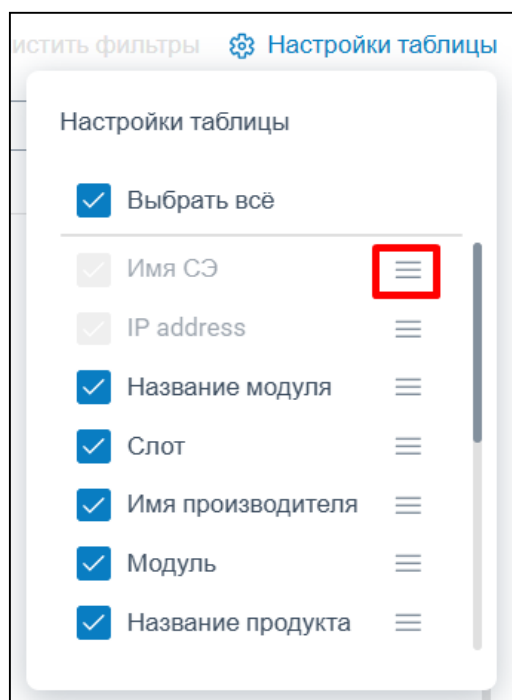 истить фильтры Настройки таблицы
Настройки таблицы
Выбрать всё
Имя СЭ
IP address
Название модуля
Слот
Имя производителя
Модуль
Название продукта